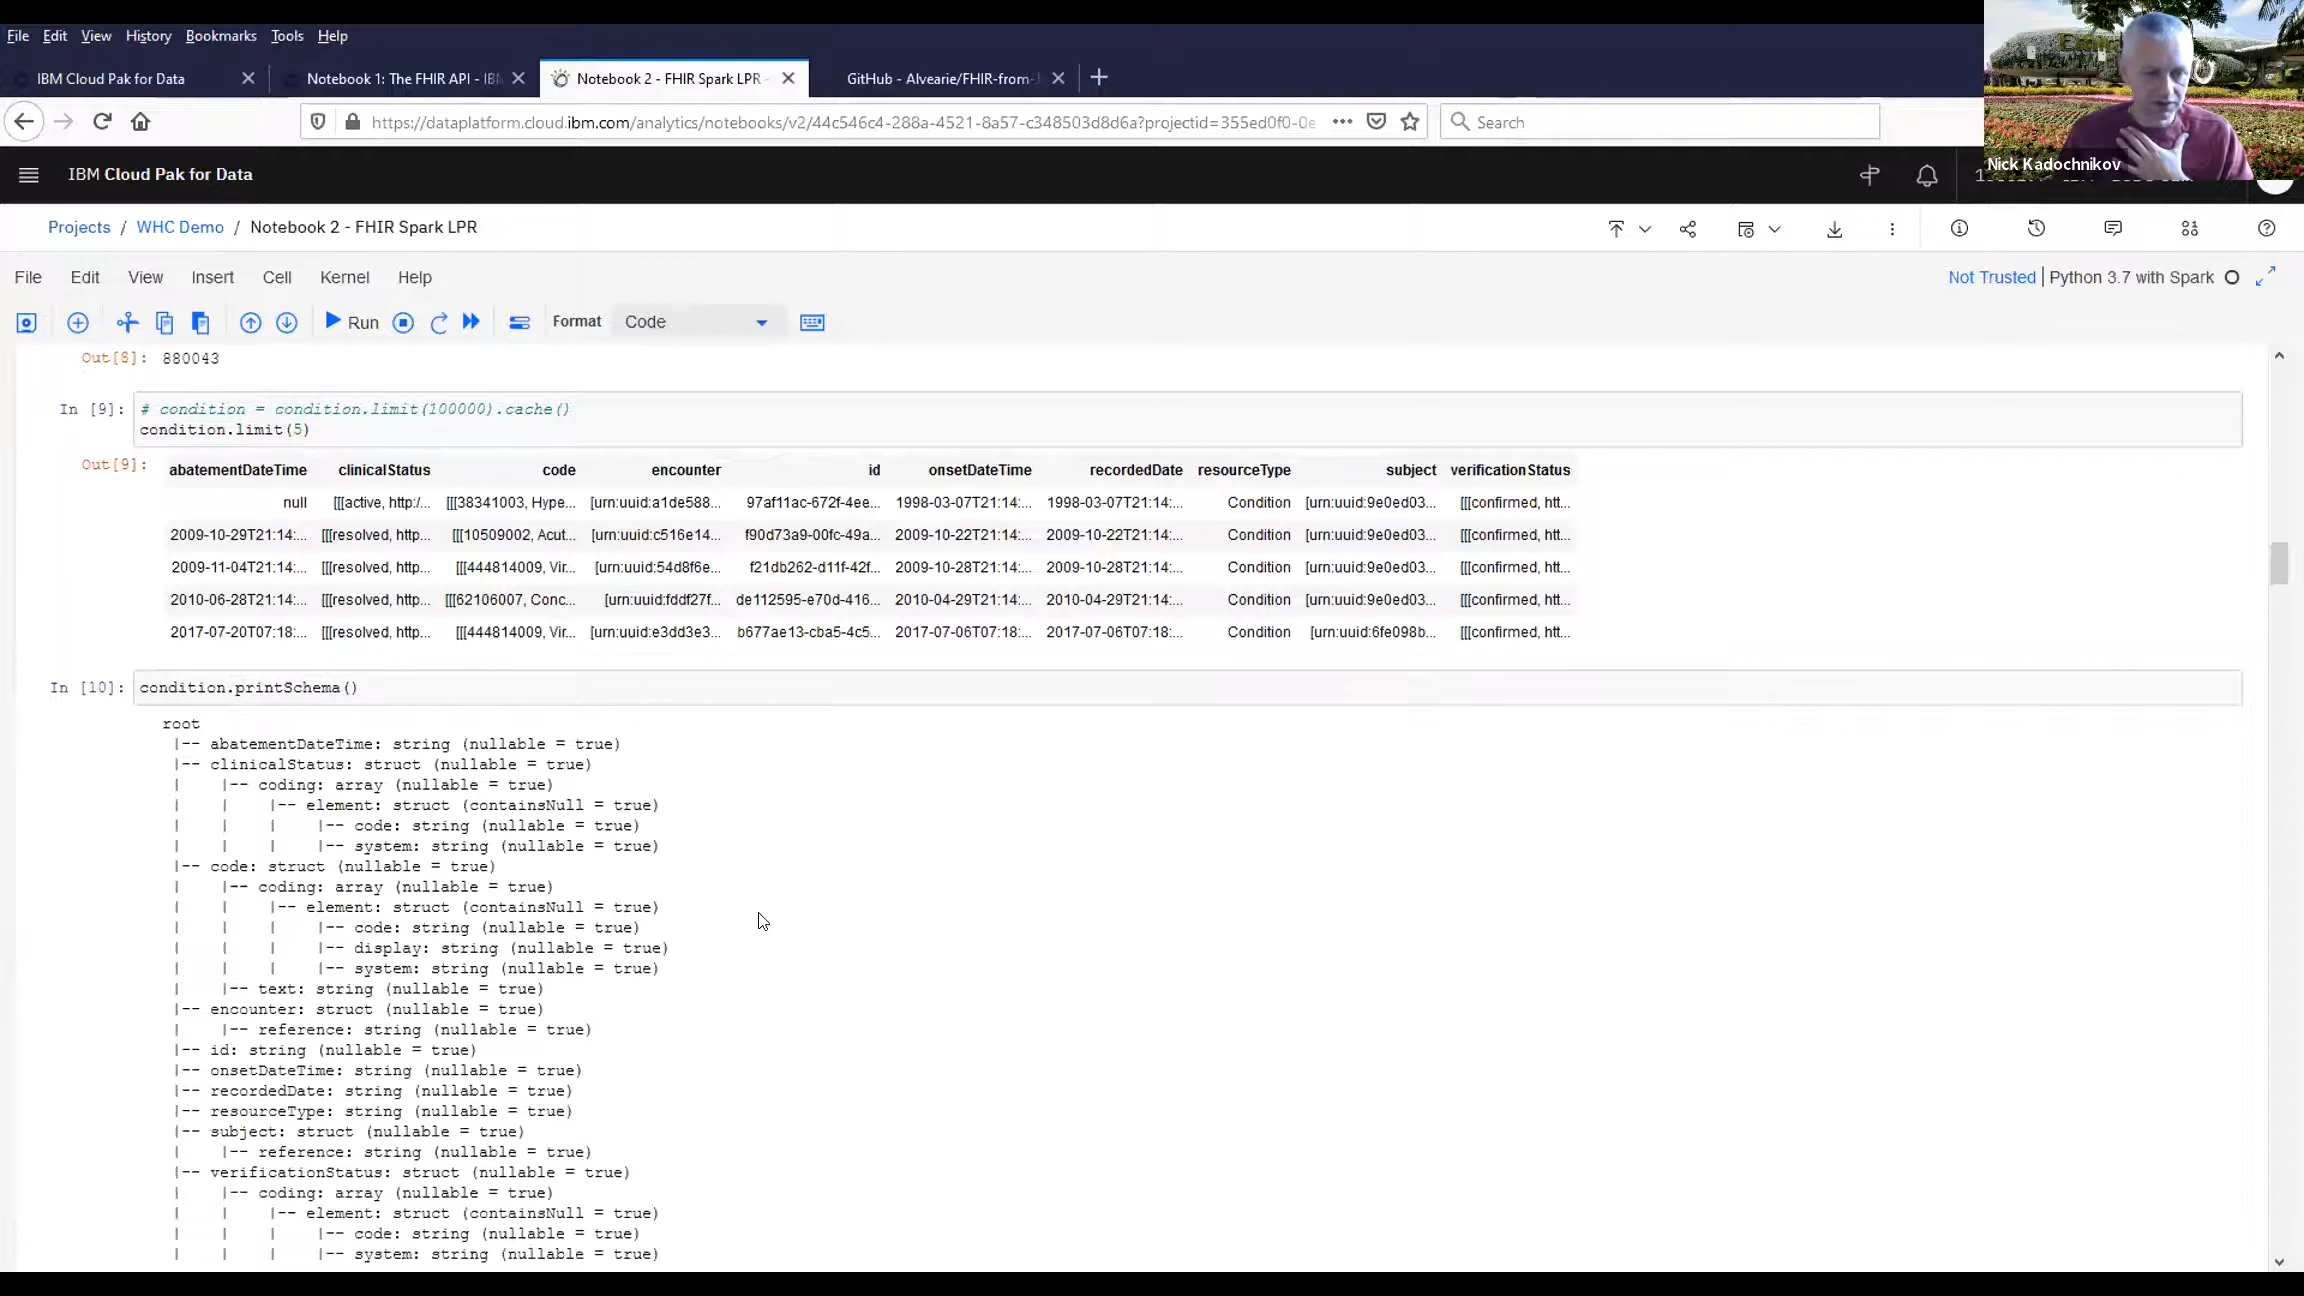 File Edit View History Bookmarks Tools Help
IBM Cloud Pak for Data
Notebook 1: The FHIR API - IB
Notebook 2 - FHIR Spark LPR -
GitHub - Alvearie/FHIR-from-
https://dataplatform.cloud.ibm.com/analytics/notebooks/v2/44c546c4-288a-4521-8a57-c348503d8d6a?projectid=355ed0f0-0e
Search
Nick Kadochnikov
IBM Cloud Pak for Data
Projects / WHC Demo / Notebook 2 - FHIR Spark LPR
File Edit View Insert Cell Kernel Help
Not Trusted | Python 3.7 with Spark
Run Format Code
Out[8]: 880043
In [9]: # condition = condition.limit(100000).cache()
condition.limit(5)
Out[9]: abatementDateTime clinicalStatus code encounter id onsetDateTime recordedDate resourceType subject verificationStatus
null [[[active, http:/... [[[38341003, Hype... [urn:uuid:a1de588... 97af11ac-672f-4ee... 1998-03-07T21:14:... 1998-03-07T21:14:... Condition [urn:uuid:9e0ed03... [[[confirmed, htt...
2009-10-29T21:14:... [[[resolved, http... [[[10509002, Acut... [urn:uuid:c516e14... f90d73a9-00fc-49a... 2009-10-22T21:14:... 2009-10-22T21:14:... Condition [urn:uuid:9e0ed03... [[[confirmed, htt...
2009-11-04T21:14:... [[[resolved, http... [[[444814009, Vir... [urn:uuid:54d8f6e... f21db262-d11f-42f... 2009-10-28T21:14:... 2009-10-28T21:14:... Condition [urn:uuid:9e0ed03... [[[confirmed, htt...
2010-06-28T21:14:... [[[resolved, http... [[[62106007, Conc... [urn:uuid:fddf27f... de112595-e70d-416... 2010-04-29T21:14:... 2010-04-29T21:14:... Condition [urn:uuid:9e0ed03... [[[confirmed, htt...
2017-07-20T07:18:... [[[resolved, http... [[[444814009, Vir... [urn:uuid:e3dd3e3... b677ae13-cba5-4c5... 2017-07-06T07:18:... 2017-07-06T07:18:... Condition [urn:uuid:6fe098b... [[[confirmed, htt...
In [10]: condition.printSchema()
root
|-- abatementDateTime: string (nullable = true)
|-- clinicalStatus: struct (nullable = true)
| |-- coding: array (nullable = true)
| | |-- element: struct (containsNull = true)
| | | |-- code: string (nullable = true)
| | | |-- system: string (nullable = true)
|-- code: struct (nullable = true)
| |-- coding: array (nullable = true)
| | |-- element: struct (containsNull = true)
| | | |-- code: string (nullable = true)
| | | |-- display: string (nullable = true)
| | | |-- system: string (nullable = true)
| |-- text: string (nullable = true)
|-- encounter: struct (nullable = true)
| |-- reference: string (nullable = true)
|-- id: string (nullable = true)
|-- onsetDateTime: string (nullable = true)
|-- recordedDate: string (nullable = true)
|-- resourceType: string (nullable = true)
|-- subject: struct (nullable = true)
| |-- reference: string (nullable = true)
|-- verificationStatus: struct (nullable = true)
| |-- coding: array (nullable = true)
| | |-- element: struct (containsNull = true)
| | | |-- code: string (nullable = true)
| | | |-- system: string (nullable = true)